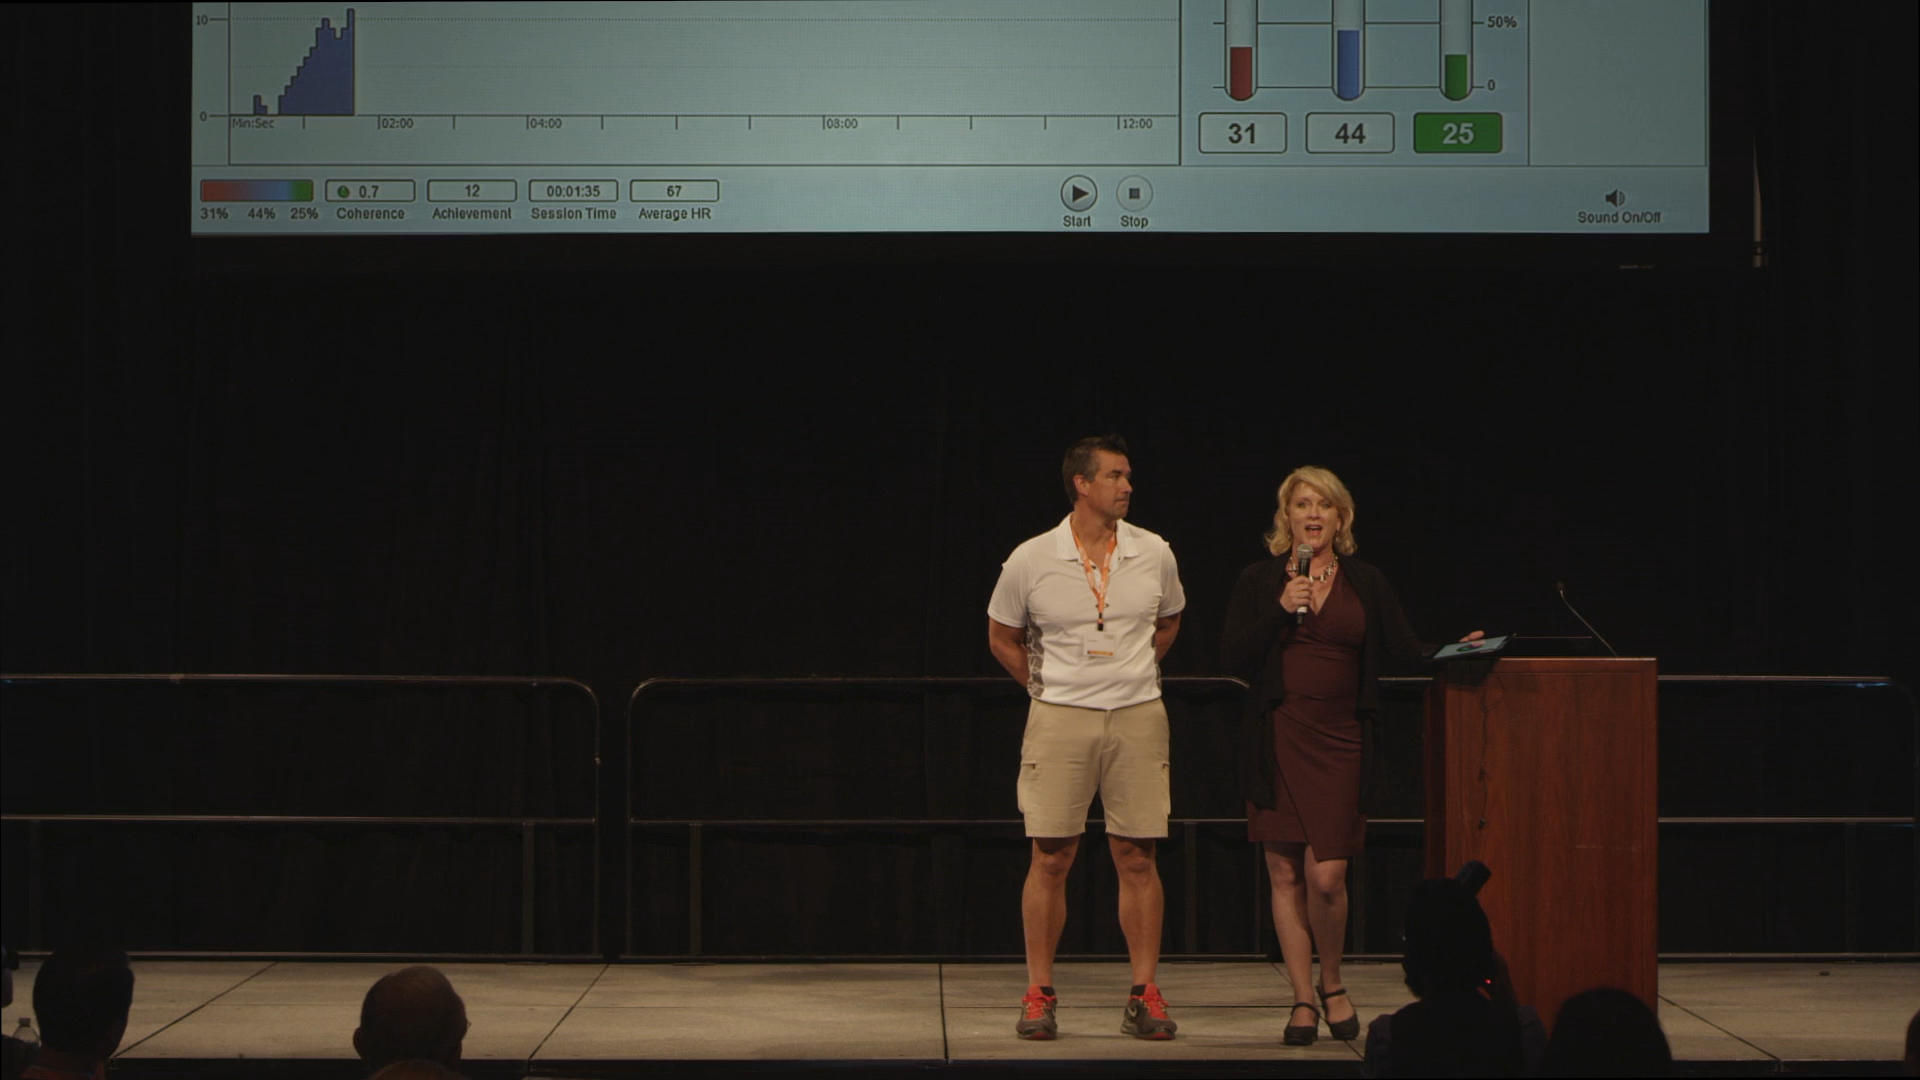 10
50%
0
0
Min:Sec 02:00 04:00 08:00 12:00
31 44 25
0.7 12 00:01:35 67
31% 44% 25% Coherence Achievement Session Time Average HR
Start Stop
Sound On/Off